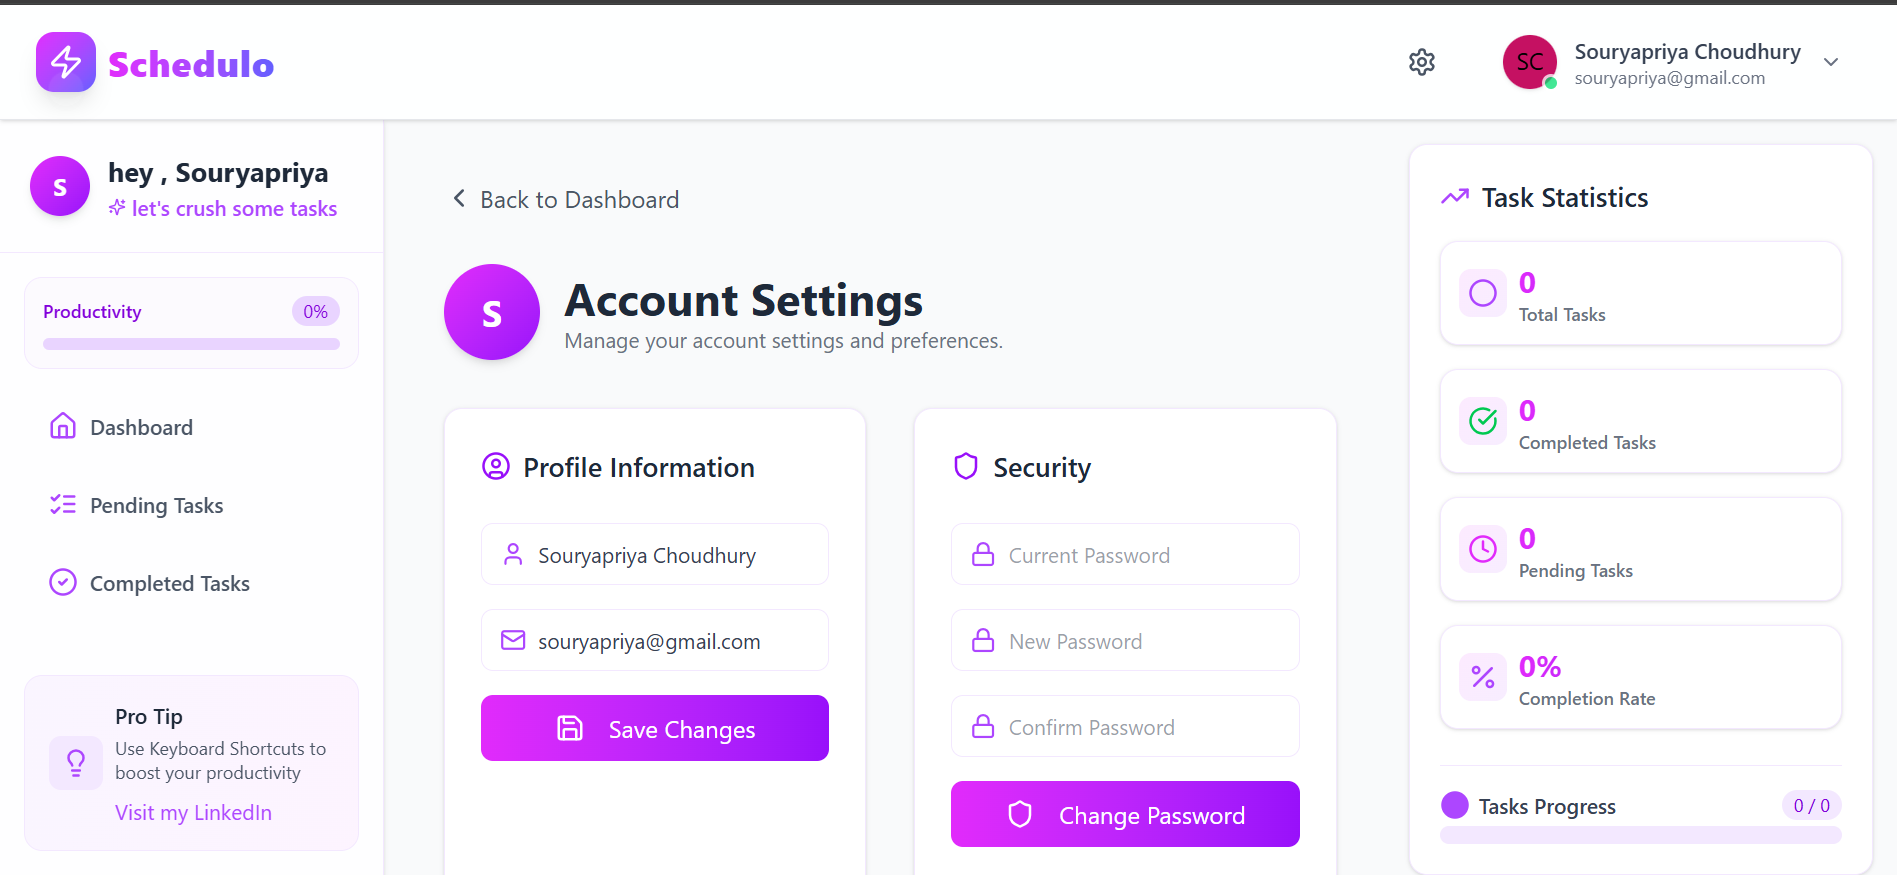 Schedulo
SC
Souryapriya Choudhury
souryapriya@gmail.com
S
hey , Souryapriya
let's crush some tasks
Productivity
0%
Dashboard
Pending Tasks
Completed Tasks
Pro Tip
Use Keyboard Shortcuts to
boost your productivity
Visit my LinkedIn
Back to Dashboard
S
Account Settings
Manage your account settings and preferences.
Profile Information
Souryapriya Choudhury
souryapriya@gmail.com
Save Changes
Security
Current Password
New Password
Confirm Password
Change Password
Task Statistics
0
Total Tasks
0
Completed Tasks
0
Pending Tasks
0%
Completion Rate
Tasks Progress
0 / 0